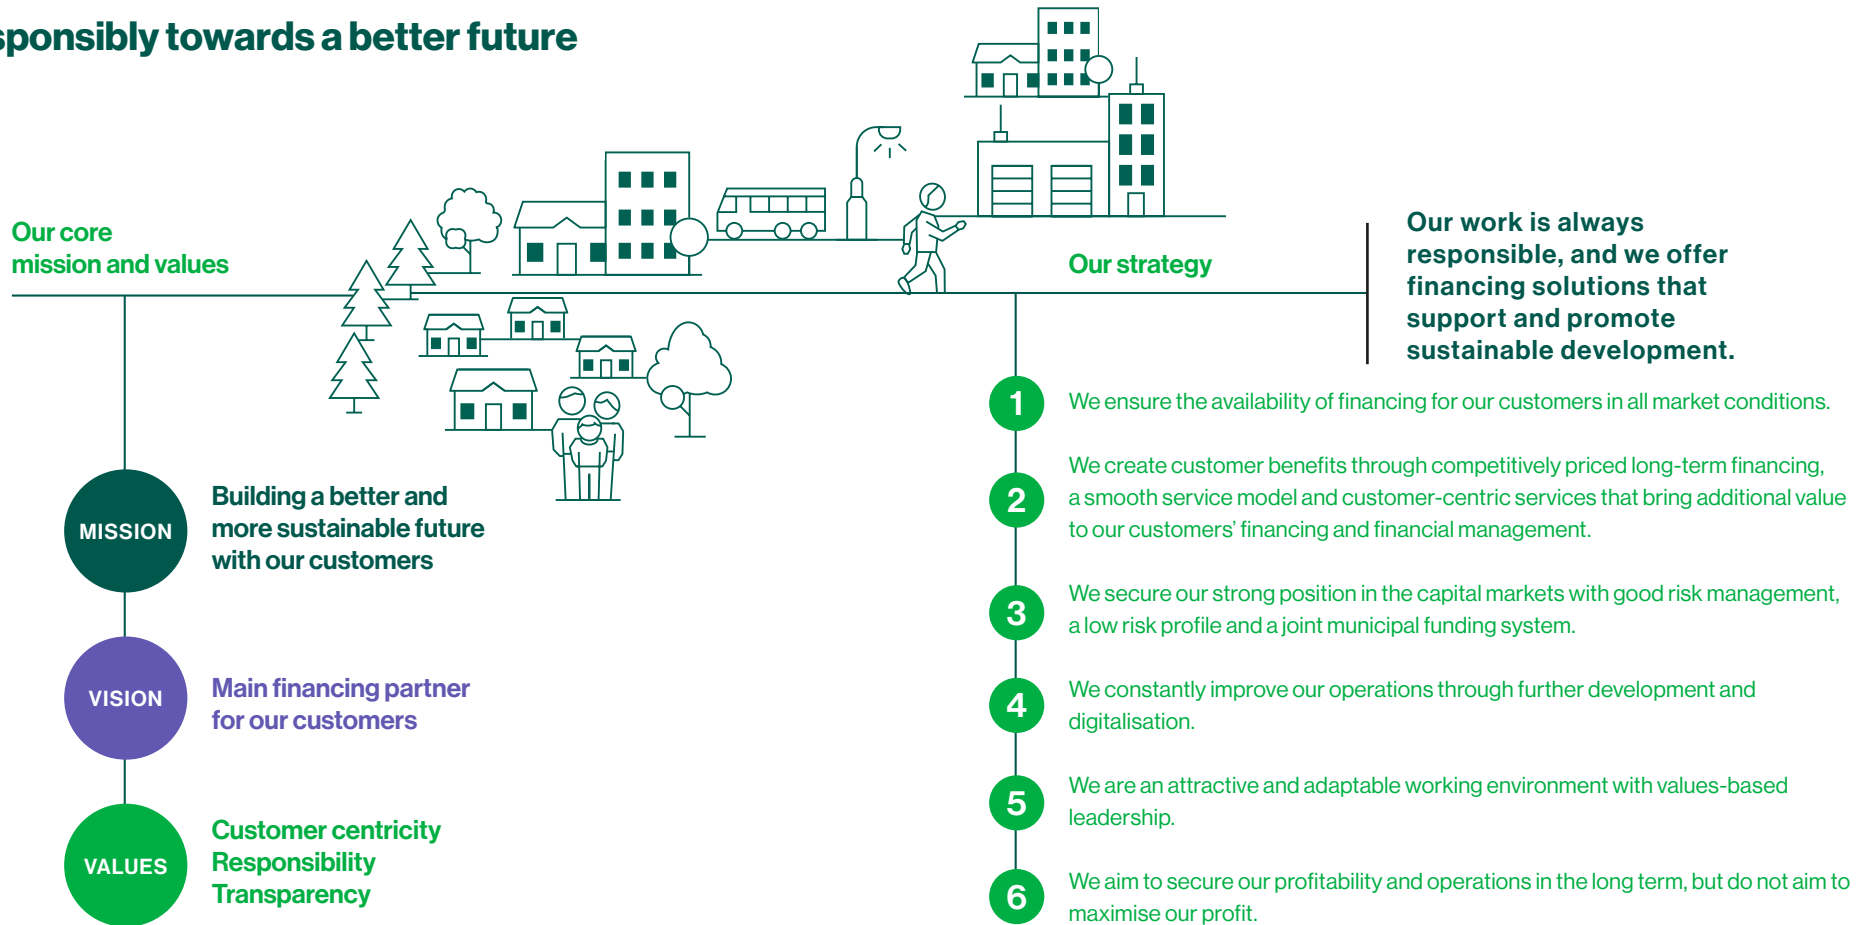 sponsibly towards a better future
Our core
mission and values
MISSION
Building a better and
more sustainable future
with our customers
VISION
Main financing partner
for our customers
VALUES
Customer centricity
Responsibility
Transparency
Our strategy
Our work is always
responsible, and we offer
financing solutions that
support and promote
sustainable development.
1
We ensure the availability of financing for our customers in all market conditions.
2
We create customer benefits through competitively priced long-term financing,
a smooth service model and customer-centric services that bring additional value
to our customers’ financing and financial management.
3
We secure our strong position in the capital markets with good risk management,
a low risk profile and a joint municipal funding system.
4
We constantly improve our operations through further development and
digitalisation.
5
We are an attractive and adaptable working environment with values-based
leadership.
6
We aim to secure our profitability and operations in the long term, but do not aim to
maximise our profit.